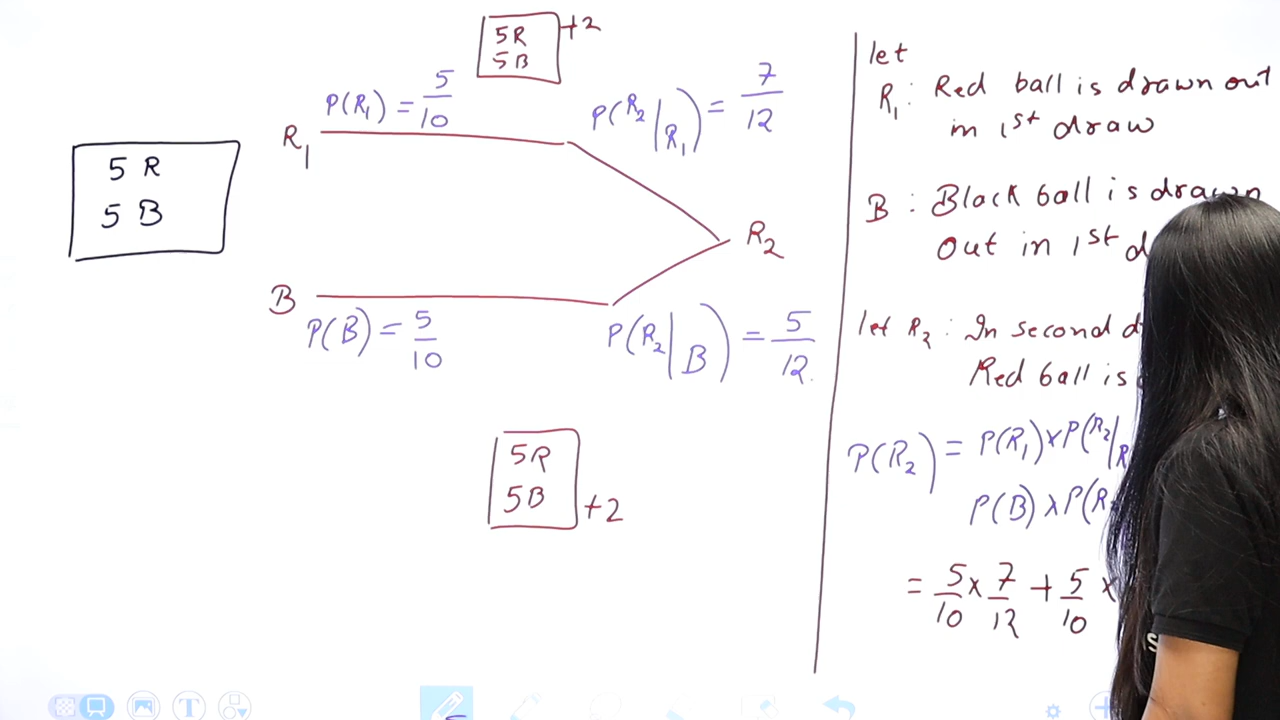 5R
5B
+2
P(R₁) = 5/10
P(R₂|R₁) = 7/12
R₁
5 R
5 B
R₂
B
P(B) = 5/10
P(R₂|B) = 5/12
5R
5B
+2
let
R₁: Red ball is drawn out
in 1st draw
B : Black ball is drawn
Out in 1st
let R₂ : In second
Red ball is
P(R₂) = P(R₁)×P(R₂|R
P(B)×P(R
= 5/10 × 7/12 + 5/10 ×
T